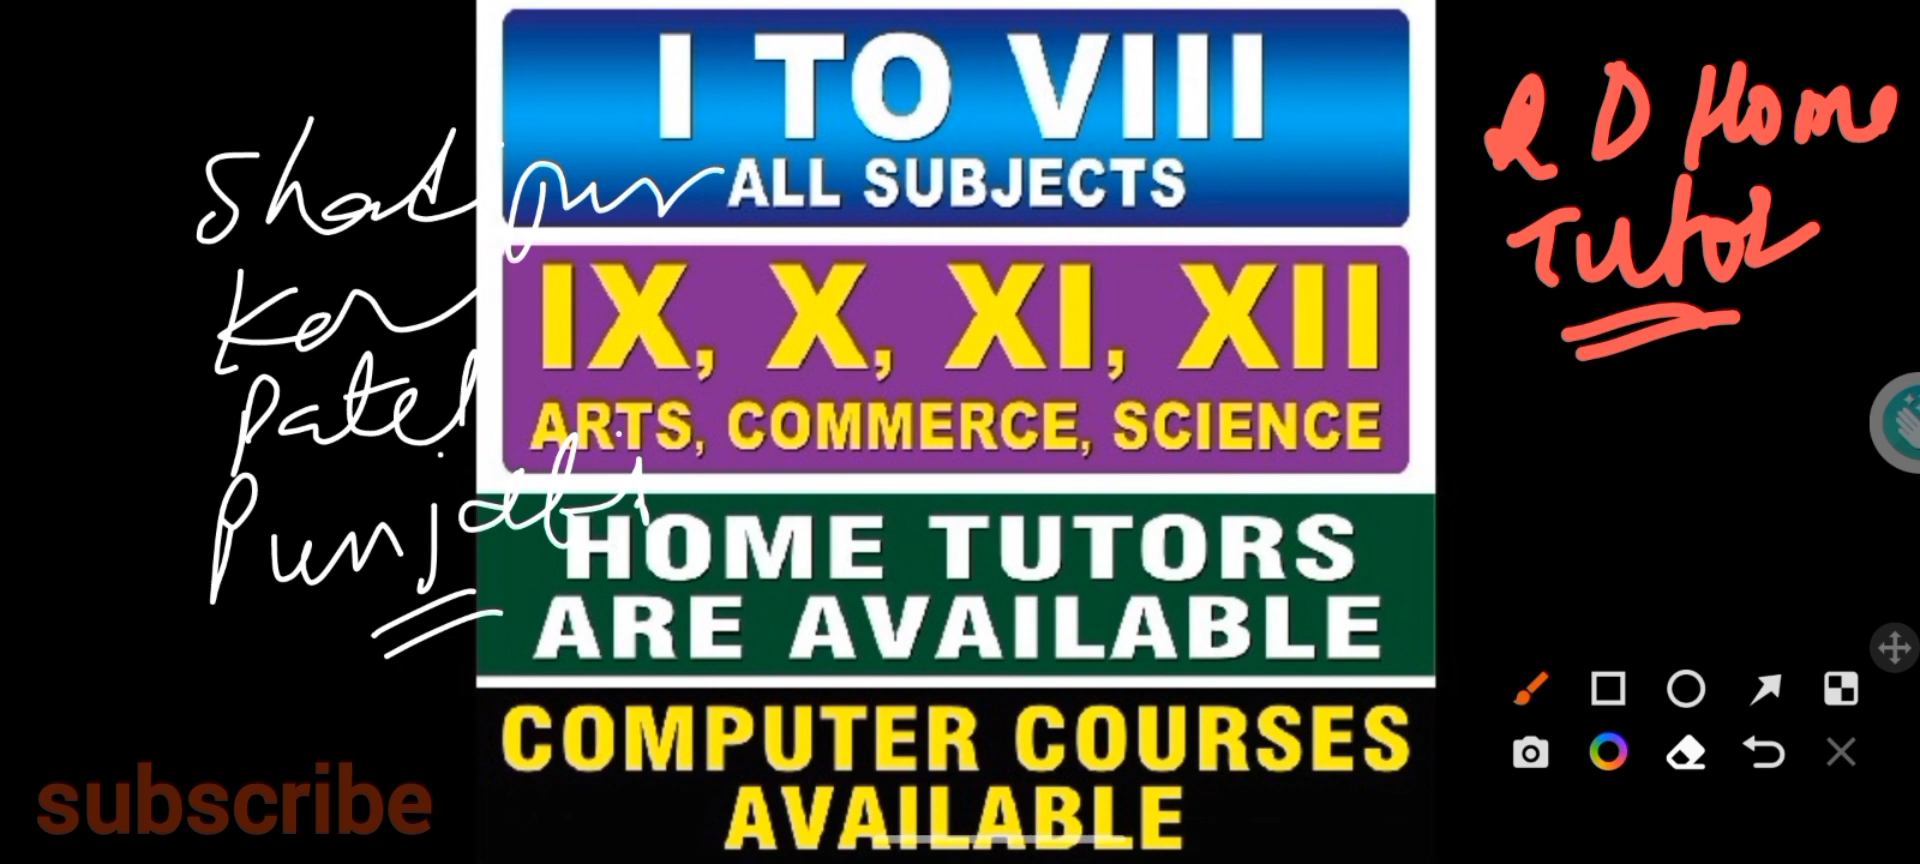 I TO VIII
ALL SUBJECTS
IX, X, XI, XII
ARTS, COMMERCE, SCIENCE
HOME TUTORS
ARE AVAILABLE
COMPUTER COURSES
AVAILABLE
Patel
Punjabi
R D Home
Tutor
subscribe